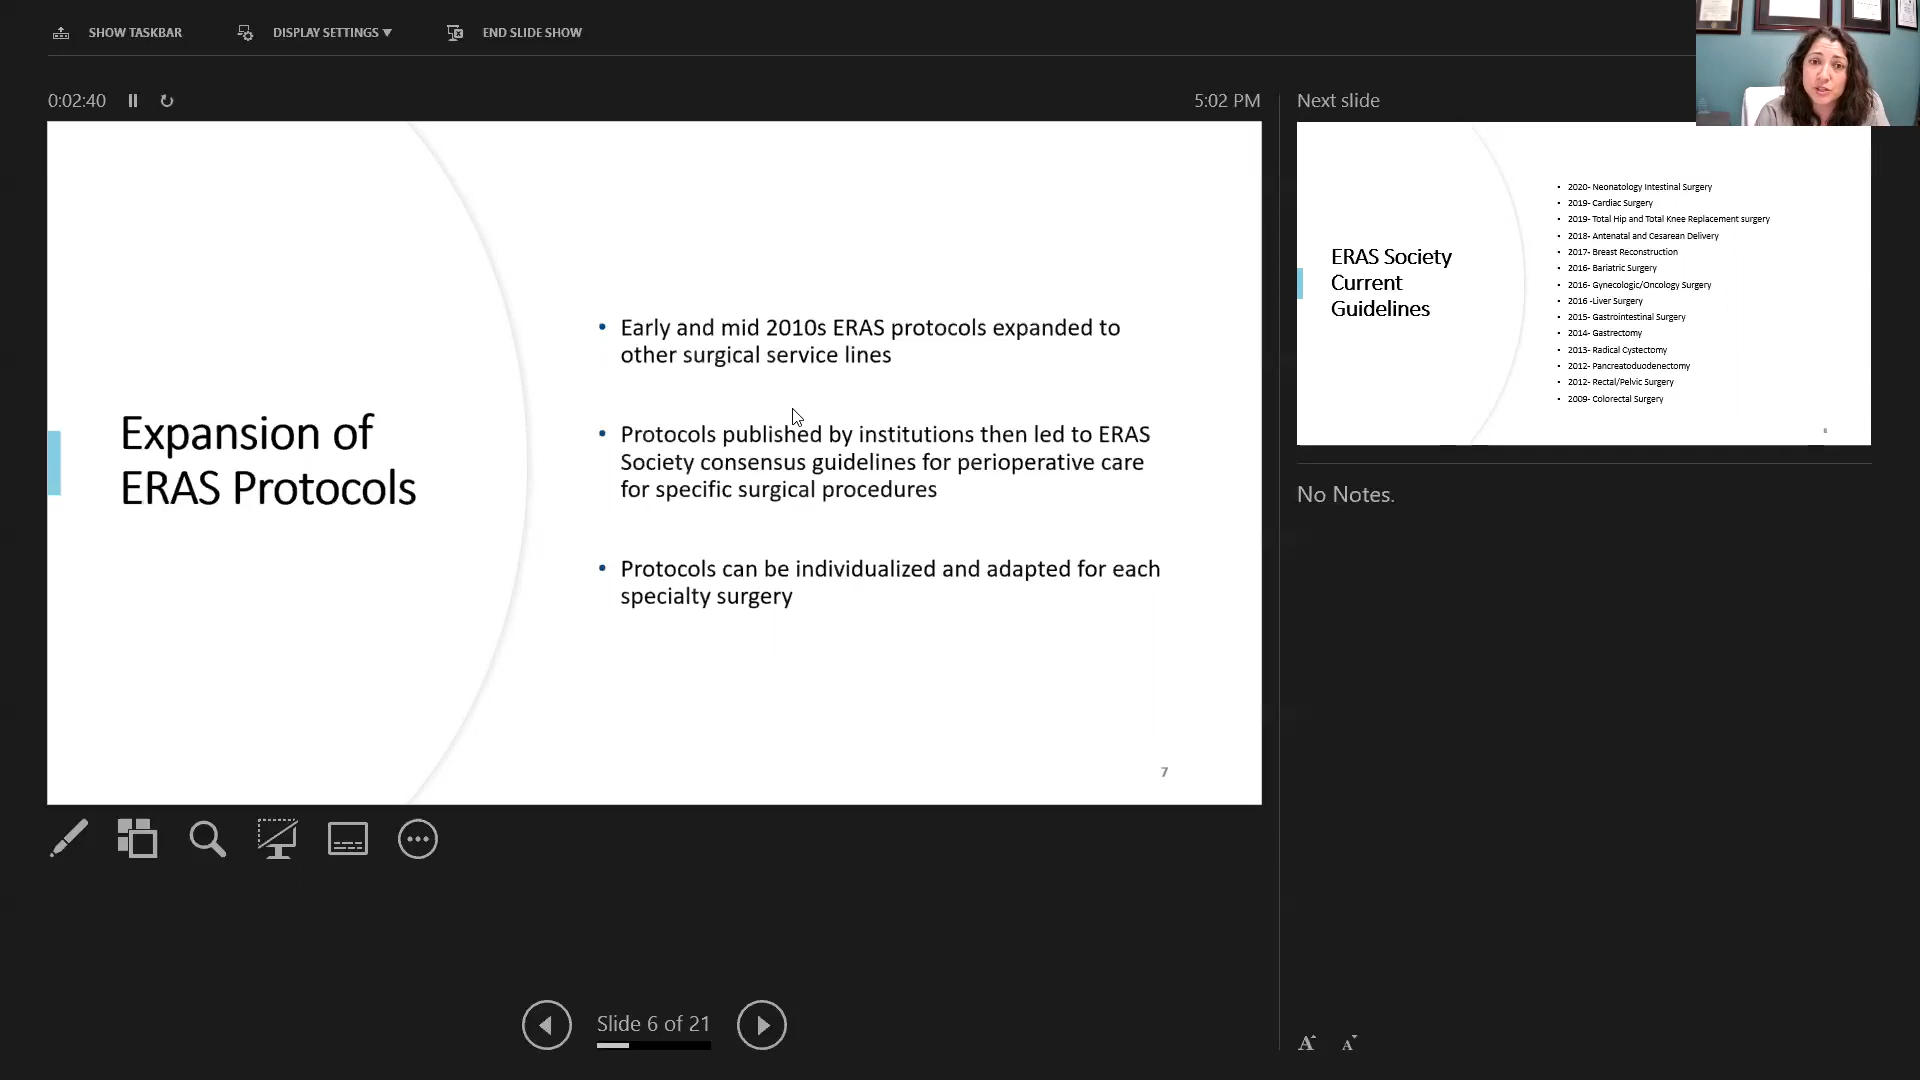 SHOW TASKBAR
DISPLAY SETTINGS ▼
END SLIDE SHOW
0:02:40
5:02 PM
Next slide
Expansion of
ERAS Protocols
• Early and mid 2010s ERAS protocols expanded to
other surgical service lines
• Protocols published by institutions then led to ERAS
Society consensus guidelines for perioperative care
for specific surgical procedures
• Protocols can be individualized and adapted for each
specialty surgery
7
ERAS Society
Current
Guidelines
• 2020- Neonatology Intestinal Surgery
• 2019- Cardiac Surgery
• 2019- Total Hip and Total Knee Replacement surgery
• 2018- Antenatal and Cesarean Delivery
• 2017- Breast Reconstruction
• 2016- Bariatric Surgery
• 2016- Gynecologic/Oncology Surgery
• 2016 -Liver Surgery
• 2015- Gastrointestinal Surgery
• 2014- Gastrectomy
• 2013- Radical Cystectomy
• 2012- Pancreatoduodenectomy
• 2012- Rectal/Pelvic Surgery
• 2009- Colorectal Surgery
No Notes.
Slide 6 of 21
A A